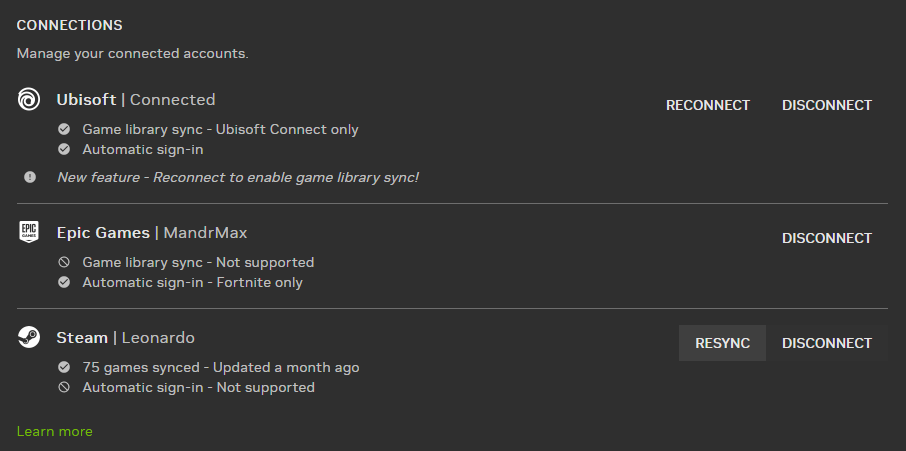 CONNECTIONS
Manage your connected accounts.
Ubisoft | Connected
RECONNECT DISCONNECT
Game library sync - Ubisoft Connect only
Automatic sign-in
New feature - Reconnect to enable game library sync!
EPIC GAMES
Epic Games | MandrMax
DISCONNECT
Game library sync - Not supported
Automatic sign-in - Fortnite only
Steam | Leonardo
RESYNC DISCONNECT
75 games synced - Updated a month ago
Automatic sign-in - Not supported
Learn more